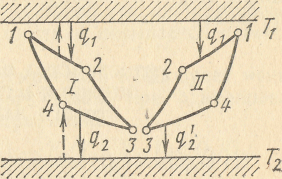 1 q₁ q₁ 1 T₁
2 2
I II
4 4
q₂ 3 3 q₂′ T₂